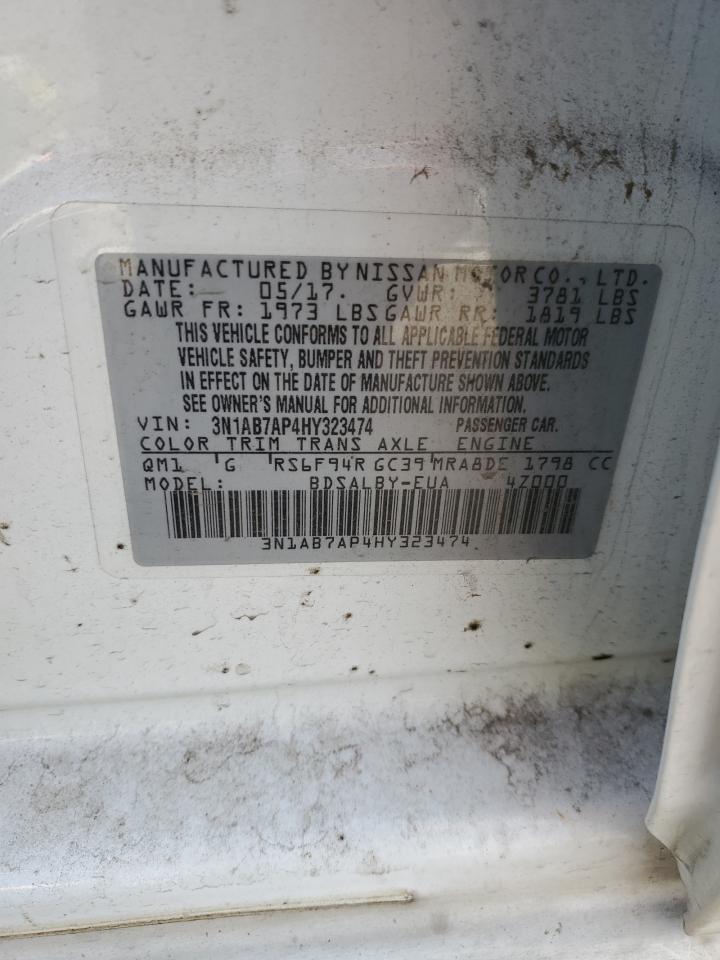 MANUFACTURED BY NISSAN MOTOR CO., LTD.
DATE: 05/17. GVWR: 3781 LBS
GAWR FR: 1973 LBS GAWR RR: 1819 LBS
THIS VEHICLE CONFORMS TO ALL APPLICABLE FEDERAL MOTOR
VEHICLE SAFETY, BUMPER AND THEFT PREVENTION STANDARDS
IN EFFECT ON THE DATE OF MANUFACTURE SHOWN ABOVE.
SEE OWNER'S MANUAL FOR ADDITIONAL INFORMATION.
VIN: 3N1AB7AP4HY323474 PASSENGER CAR.
COLOR TRIM TRANS AXLE ENGINE
QM1 G RS6F94R GC39 MRA8DE 1798 CC
MODEL: BDSALBY-EUA 4Z000
3N1AB7AP4HY323474